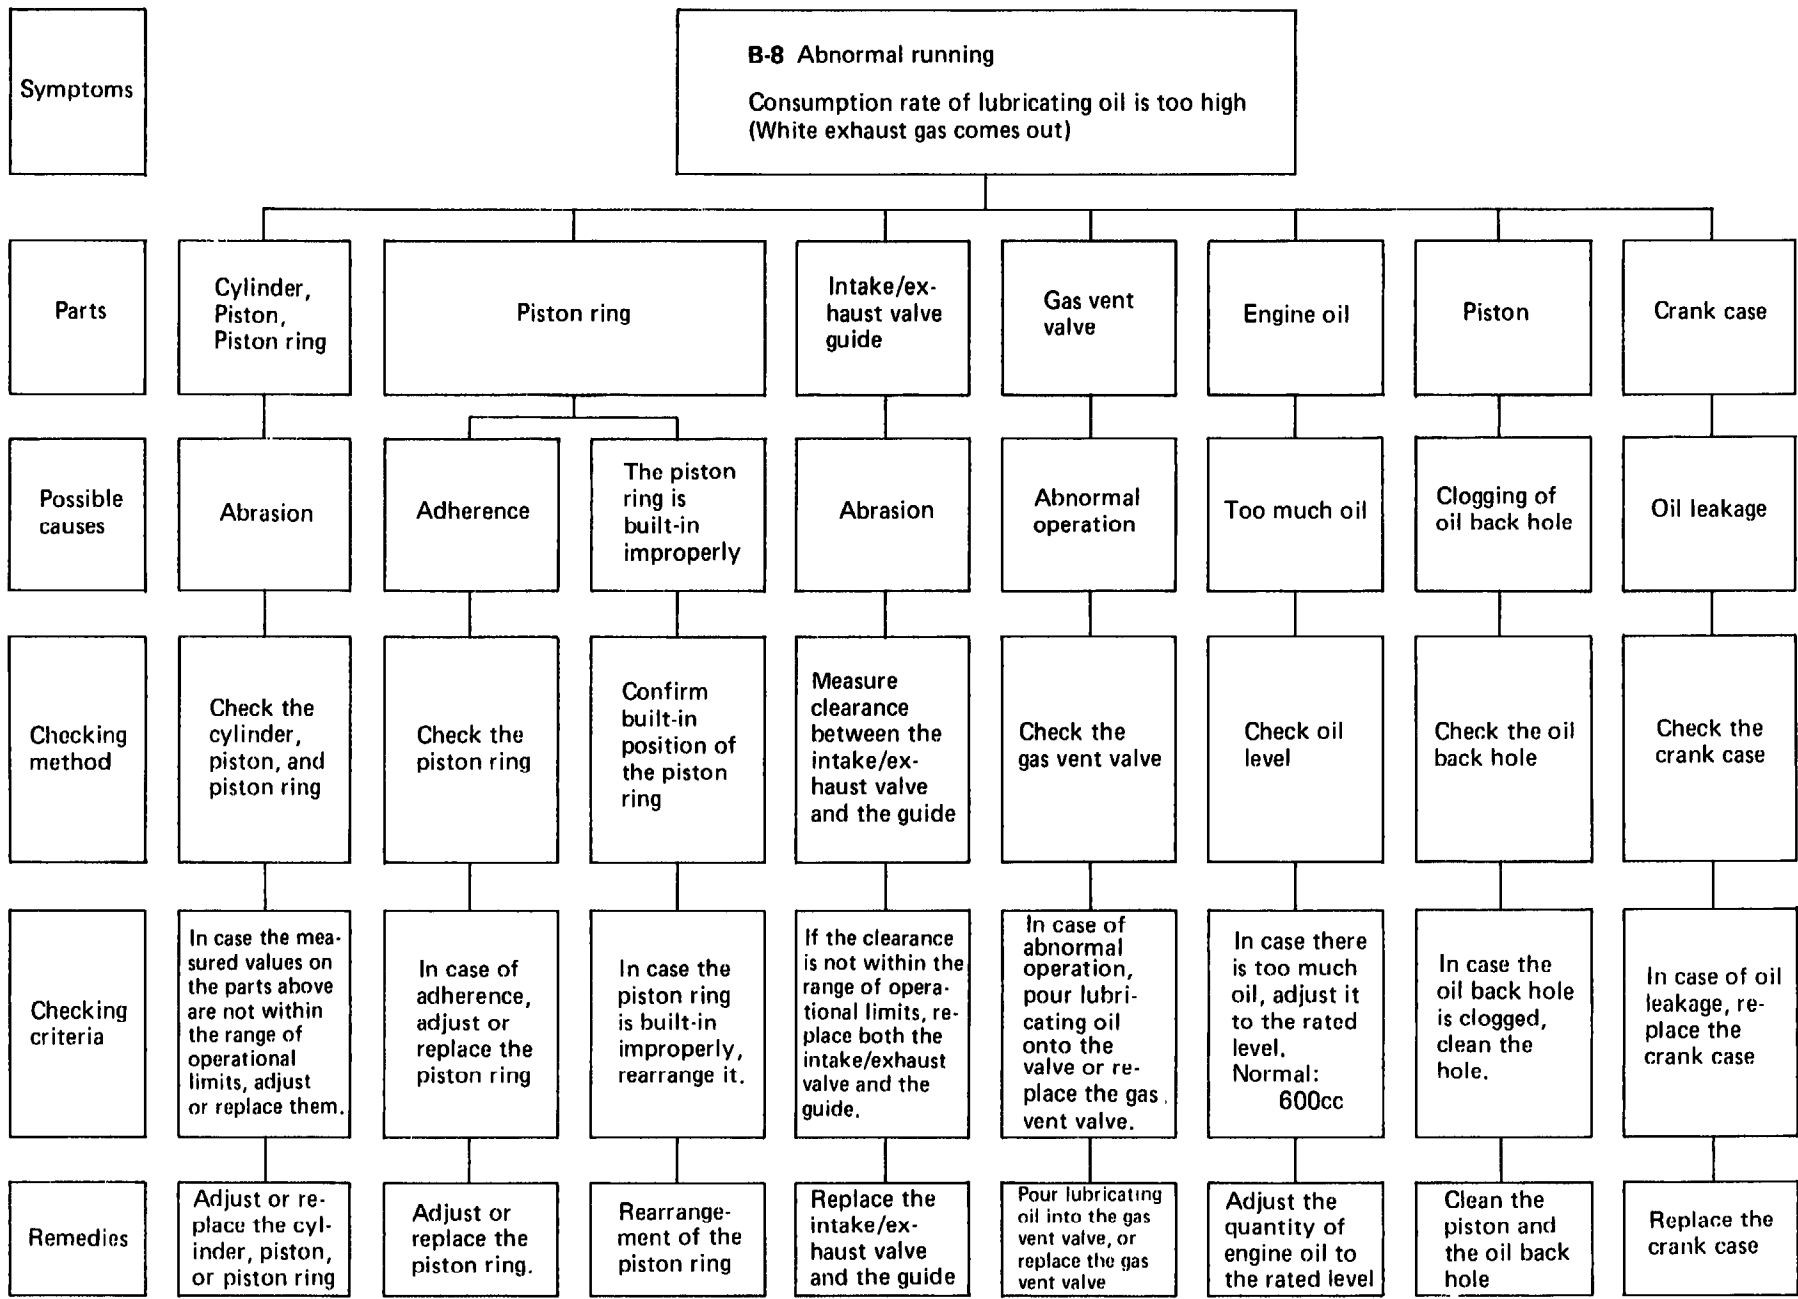 Symptoms
B-8 Abnormal running
Consumption rate of lubricating oil is too high
(White exhaust gas comes out)
Parts
Cylinder,
Piston,
Piston ring
Piston ring
Intake/ex-
haust valve
guide
Gas vent
valve
Engine oil
Piston
Crank case
Possible
causes
Abrasion
Adherence
The piston
ring is
built-in
improperly
Abrasion
Abnormal
operation
Too much oil
Clogging of
oil back hole
Oil leakage
Checking
method
Check the
cylinder,
piston, and
piston ring
Check the
piston ring
Confirm
built-in
position of
the piston
ring
Measure
clearance
between the
intake/ex-
haust valve
and the guide
Check the
gas vent valve
Check oil
level
Check the oil
back hole
Check the
crank case
Checking
criteria
In case the mea-
sured values on
the parts above
are not within
the range of
operational
limits, adjust
or replace them.
In case of
adherence,
adjust or
replace the
piston ring
In case the
piston ring
is built-in
improperly,
rearrange it.
If the clearance
is not within the
range of opera-
tional limits, re-
place both the
intake/exhaust
valve and the
guide.
In case of
abnormal
operation,
pour lubri-
cating oil
onto the
valve or re-
place the gas
vent valve.
In case there
is too much
oil, adjust it
to the rated
level.
Normal:
600cc
In case the
oil back hole
is clogged,
clean the
hole.
In case of oil
leakage, re-
place the
crank case
Remedies
Adjust or re-
place the cyl-
inder, piston,
or piston ring
Adjust or
replace the
piston ring.
Rearrange-
ment of the
piston ring
Replace the
intake/ex-
haust valve
and the guide
Pour lubricating
oil into the gas
vent valve, or
replace the gas
vent valve
Adjust the
quantity of
engine oil to
the rated level
Clean the
piston and
the oil back
hole
Replace the
crank case